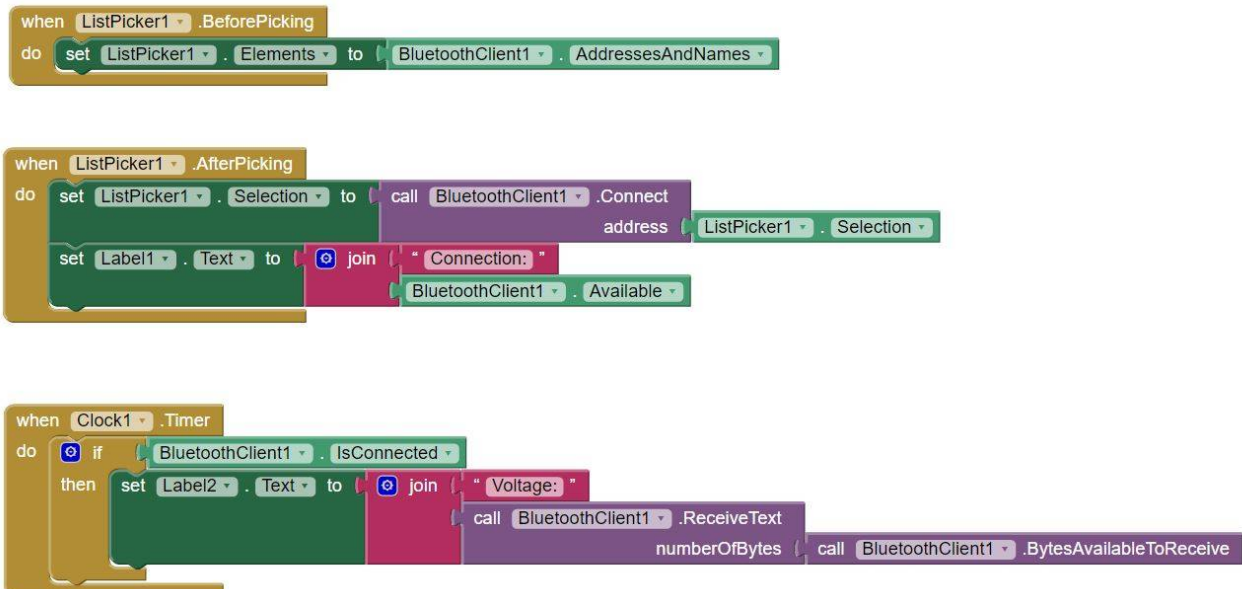 when ListPicker1 .BeforePicking
do set ListPicker1 . Elements to BluetoothClient1 . AddressesAndNames
when ListPicker1 .AfterPicking
do set ListPicker1 . Selection to call BluetoothClient1 .Connect
address ListPicker1 . Selection
set Label1 . Text to join " Connection: "
BluetoothClient1 . Available
when Clock1 .Timer
do if BluetoothClient1 . IsConnected
then set Label2 . Text to join " Voltage: "
call BluetoothClient1 .ReceiveText
numberOfBytes call BluetoothClient1 .BytesAvailableToReceive